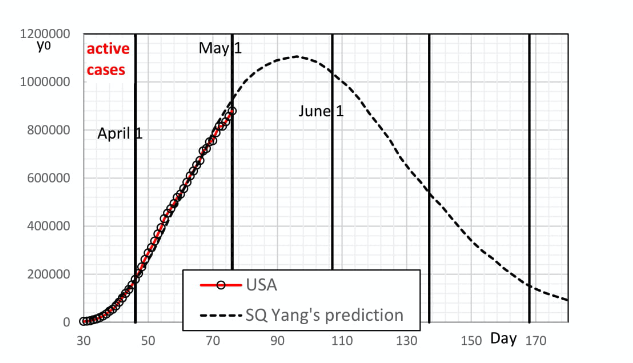 1200000
y₀
active
cases
May 1
1000000
June 1
800000
April 1
600000
400000
200000
USA
SQ Yang's prediction
0
30 50 70 90 110 130 150 Day 170